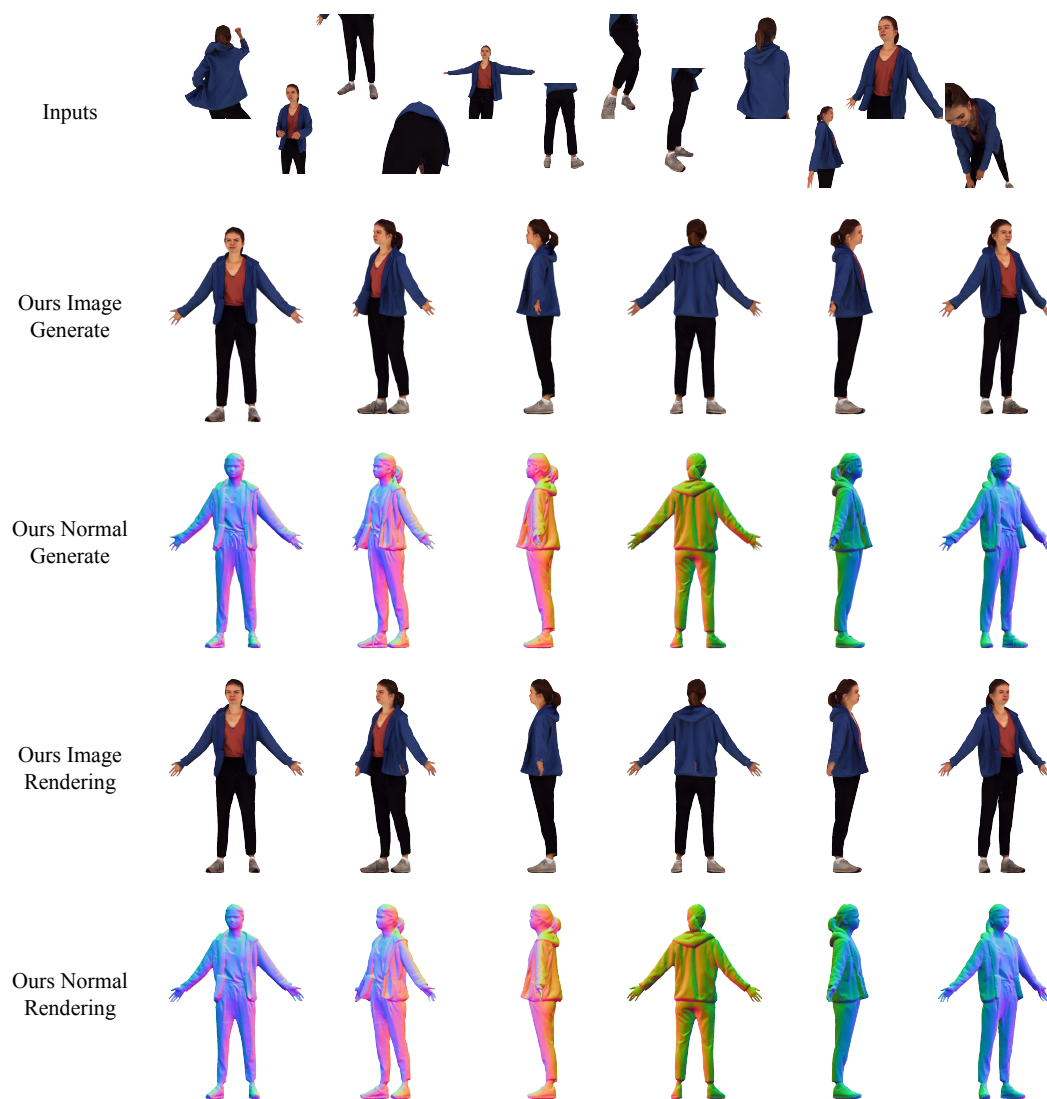 Inputs
Ours Image
Generate
Ours Normal
Generate
Ours Image
Rendering
Ours Normal
Rendering